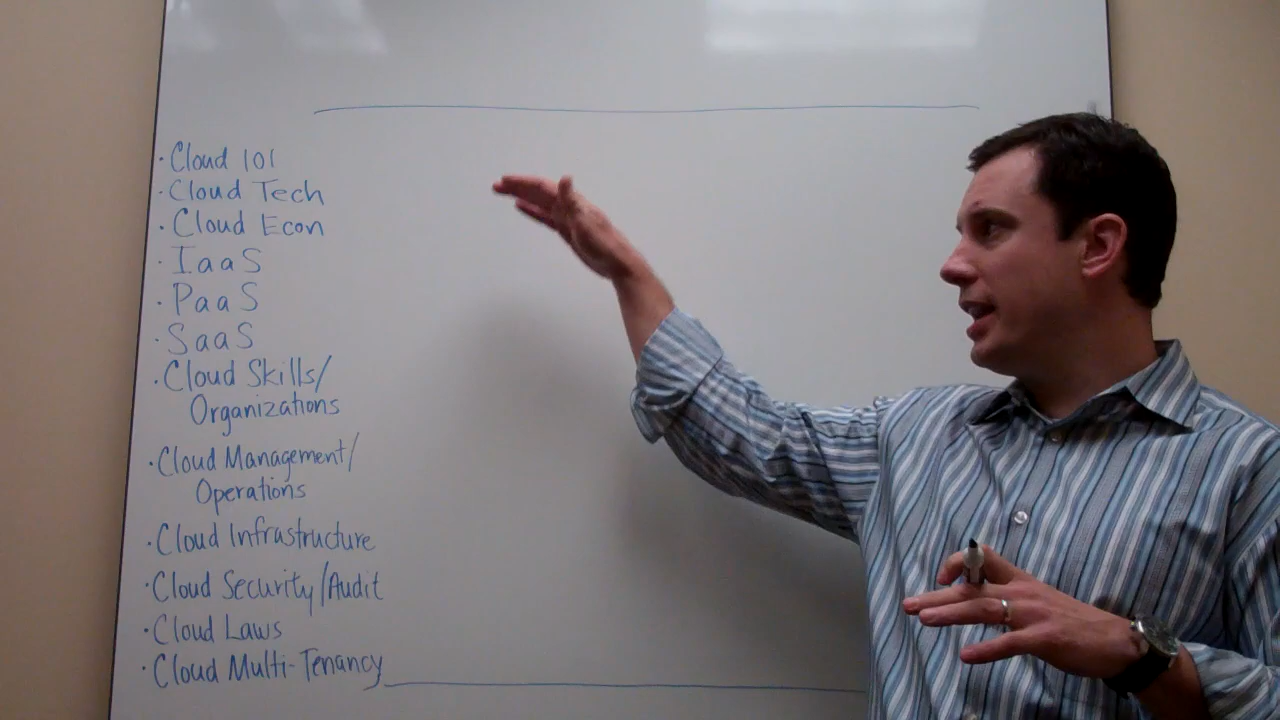 · Cloud 101
· Cloud Tech
· Cloud Econ
· IaaS
· PaaS
· SaaS
· Cloud Skills/
Organizations
· Cloud Management/
Operations
· Cloud Infrastructure
· Cloud Security/Audit
· Cloud Laws
· Cloud Multi-Tenancy